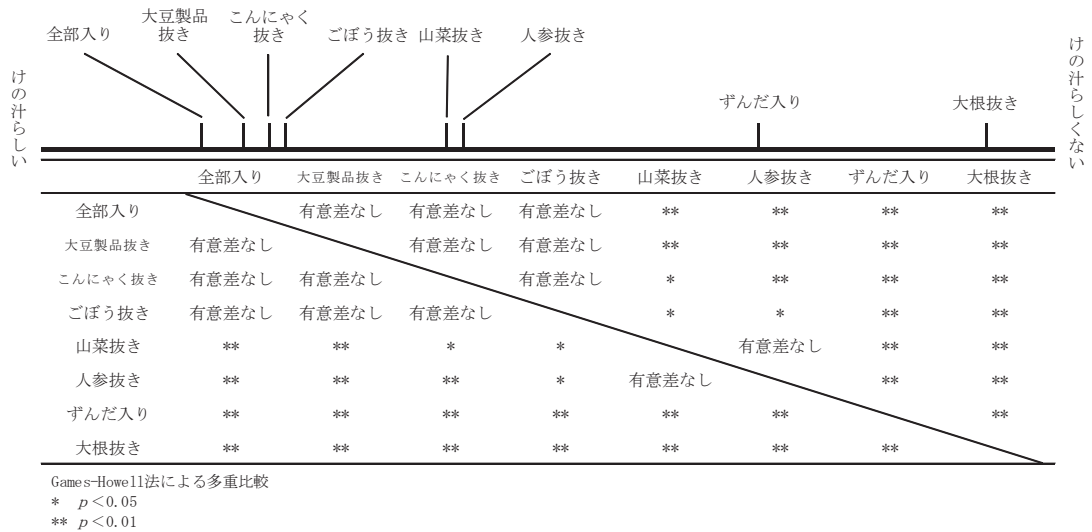 大豆製品 こんにゃく
全部入り 抜き 抜き ごぼう抜き 山菜抜き 人参抜き
けの汁らしい
けの汁らしくない
ずんだ入り 大根抜き
全部入り 大豆製品抜き こんにゃく抜き ごぼう抜き 山菜抜き 人参抜き ずんだ入り 大根抜き
全部入り 有意差なし 有意差なし 有意差なし ** ** ** **
大豆製品抜き 有意差なし 有意差なし 有意差なし ** ** ** **
こんにゃく抜き 有意差なし 有意差なし 有意差なし * ** ** **
ごぼう抜き 有意差なし 有意差なし 有意差なし * * ** **
山菜抜き ** ** * * 有意差なし ** **
人参抜き ** ** ** * 有意差なし ** **
ずんだ入り ** ** ** ** ** ** **
大根抜き ** ** ** ** ** ** **
Games-Howell法による多重比較
* p＜0.05
** p＜0.01